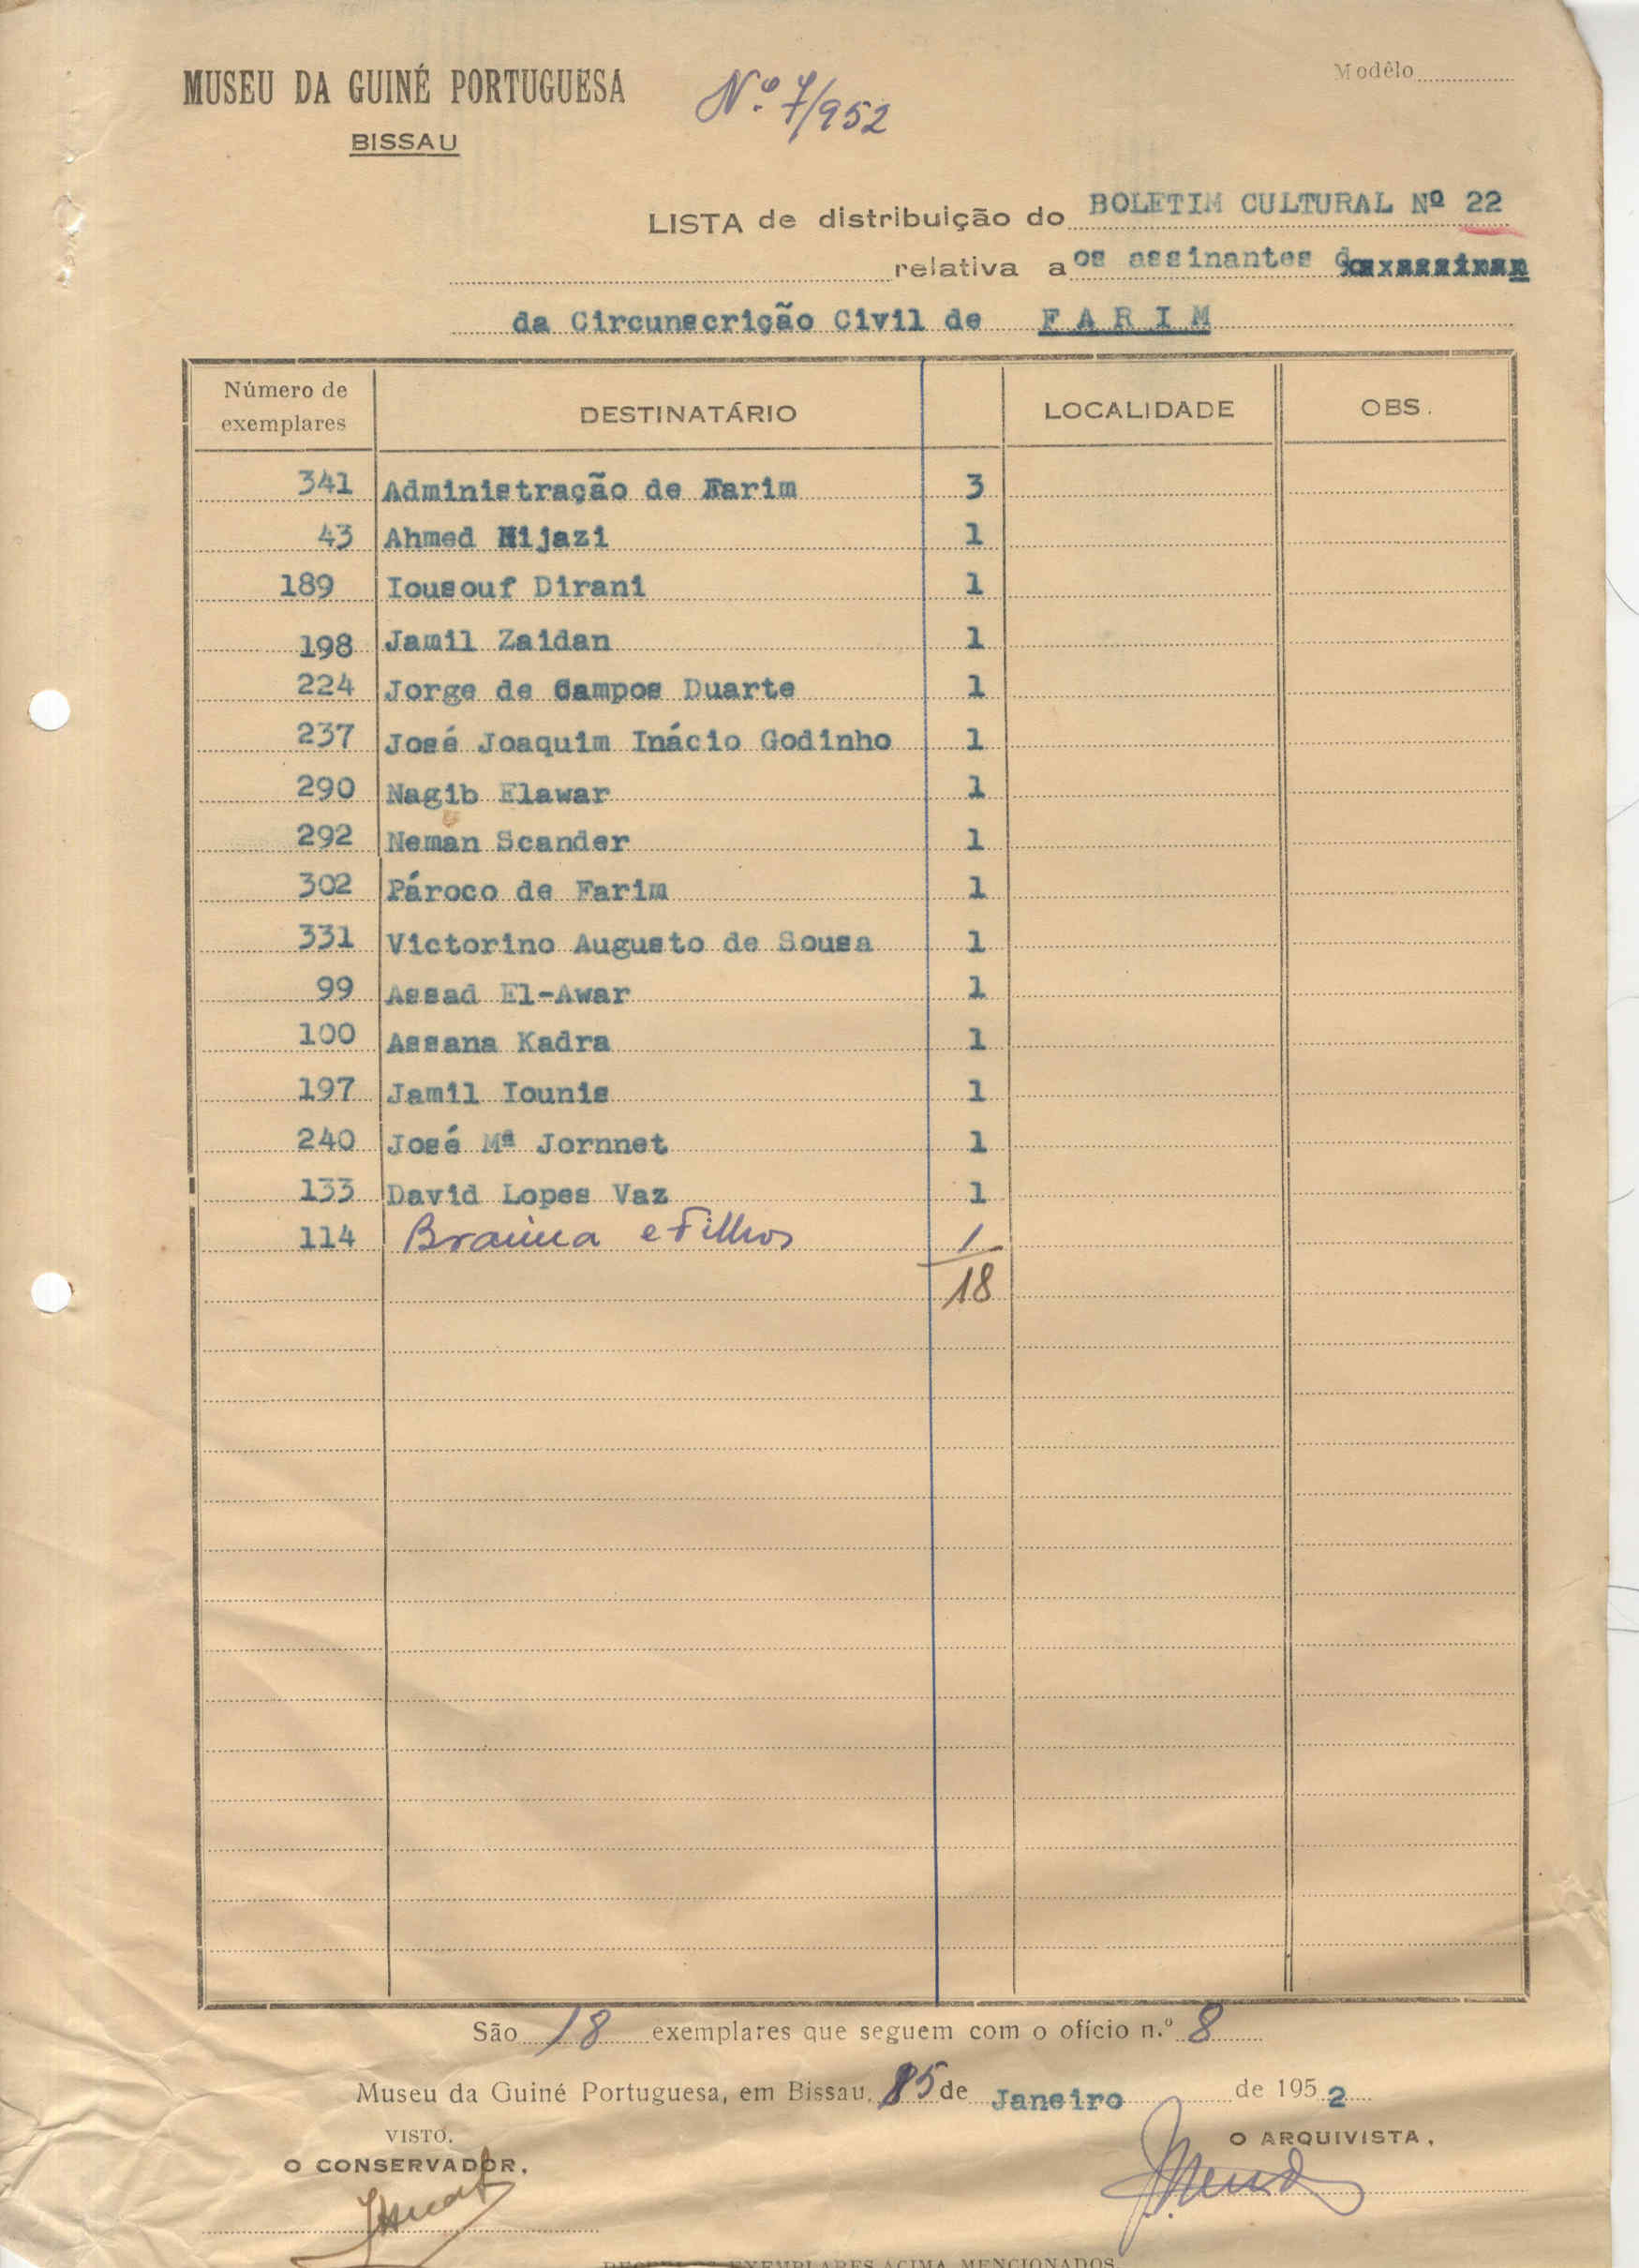 MUSEU DA GUINÉ PORTUGUESA
BISSAU
Nº 7/952
Modêlo
LISTA de distribuição do BOLETIM CULTURAL Nº 22
relativa aos assinantes
da Circunscrição Civil de FARIM
Número de exemplares DESTINATÁRIO LOCALIDADE OBS.
341 Administração de Farim 3
43 Ahmed Hijazi 1
189 Iousouf Dirani 1
198 Jamil Zaidan 1
224 Jorge de Campos Duarte 1
237 José Joaquim Inácio Godinho 1
290 Nagib Elawar 1
292 Neman Scander 1
302 Pároco de Farim 1
331 Victorino Augusto de Sousa 1
99 Assad El-Awar 1
100 Assana Kadra 1
197 Jamil Iounis 1
240 José Mª Jornnet 1
133 David Lopes Vaz 1
114 Braima e Filhos 1
18
São 18 exemplares que seguem com o ofício n.º 8
Museu da Guiné Portuguesa, em Bissau, de Janeiro de 1952
VISTO.
O CONSERVADOR,
O ARQUIVISTA,
EXEMPLARES ACIMA MENCIONADOS